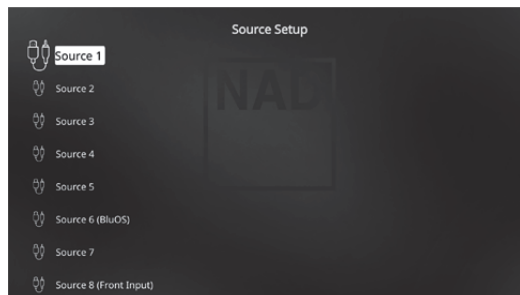 Source Setup
Source 1
NAD
Source 2
Source 3
Source 4
Source 5
Source 6 (BluOS)
Source 7
Source 8 (Front Input)